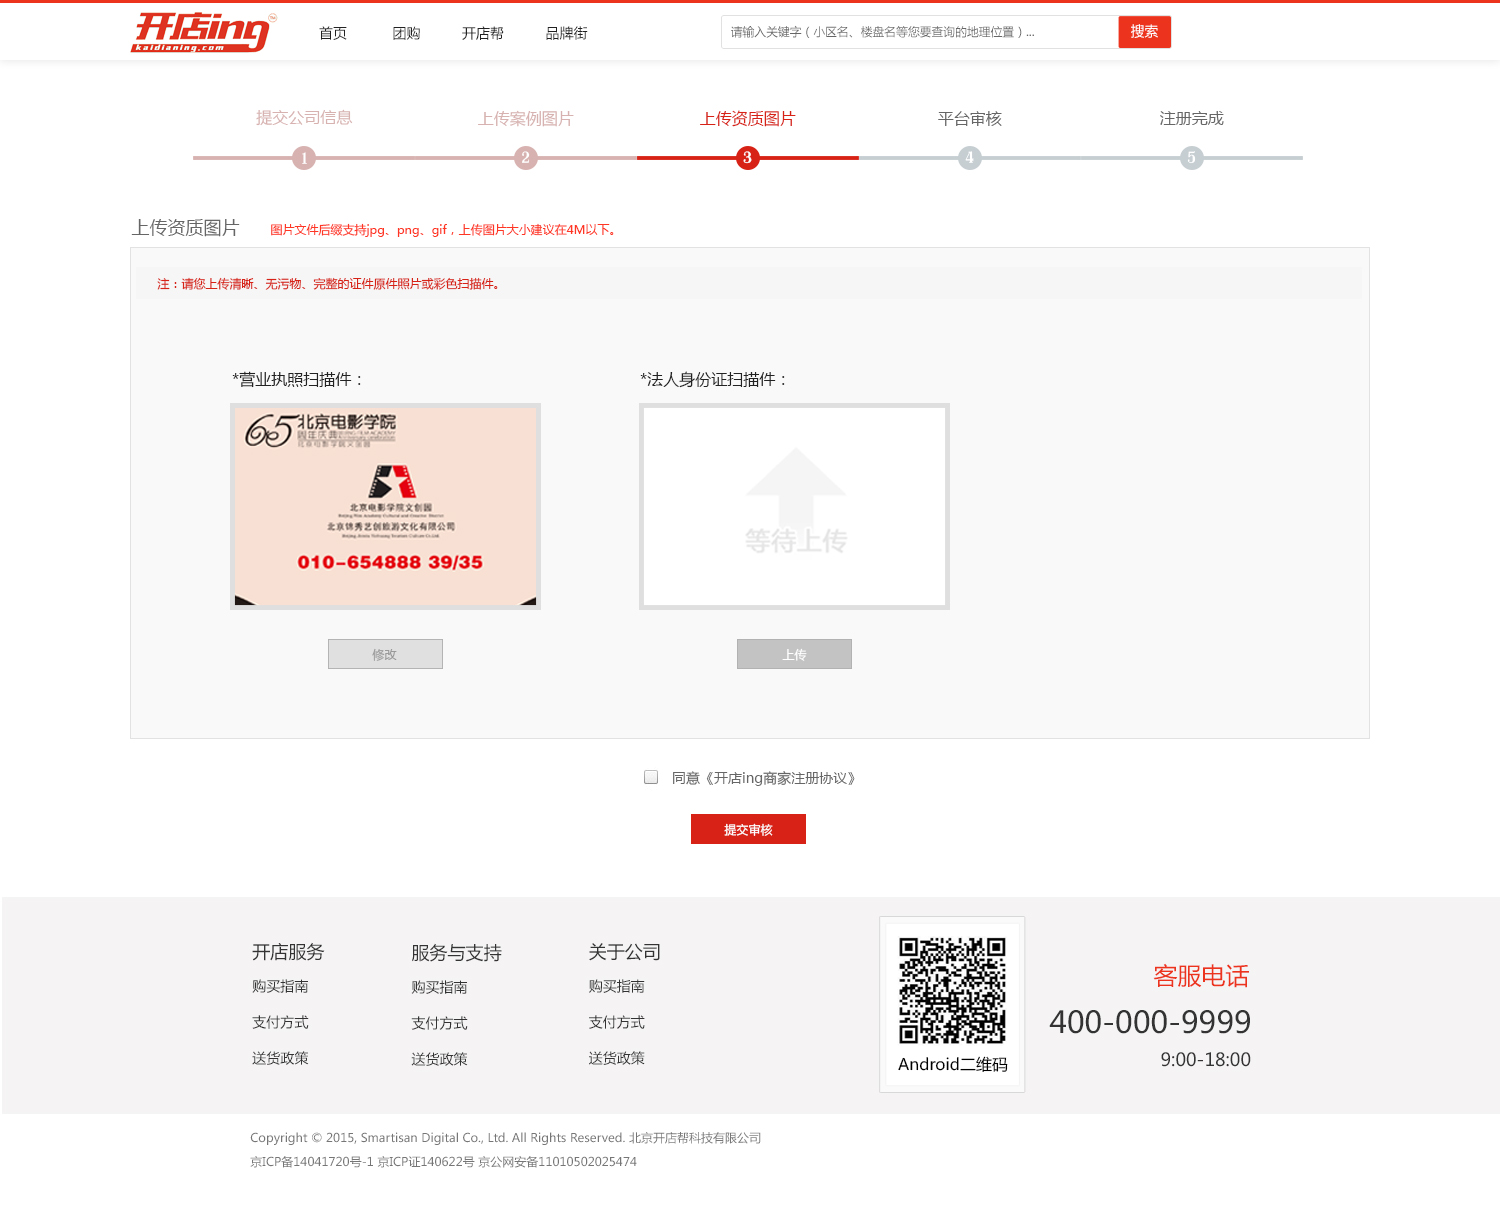 开店ing
kaidianing.com
首页 团购 开店帮 品牌街
请输入关键字（小区名、楼盘名等您要查询的地理位置）...
搜索
提交公司信息 上传案例图片 上传资质图片 平台审核 注册完成
1 2 3 4 5
上传资质图片 图片文件后缀支持jpg、png、gif，上传图片大小建议在4M以下。
注：请您上传清晰、无污物、完整的证件原件照片或彩色扫描件。
*营业执照扫描件： *法人身份证扫描件：
65 北京电影学院
周年庆典
北京电影学院文创园
北京锦秀艺创旅游文化有限公司
010-654888 39/35
等待上传
修改 上传
同意《开店ing商家注册协议》
提交审核
开店服务 服务与支持 关于公司
购买指南 购买指南 购买指南
支付方式 支付方式 支付方式
送货政策 送货政策 送货政策
Android二维码
客服电话
400-000-9999
9:00-18:00
Copyright © 2015, Smartisan Digital Co., Ltd. All Rights Reserved. 北京开店帮科技有限公司
京ICP备14041720号-1 京ICP证140622号 京公网安备11010502025474